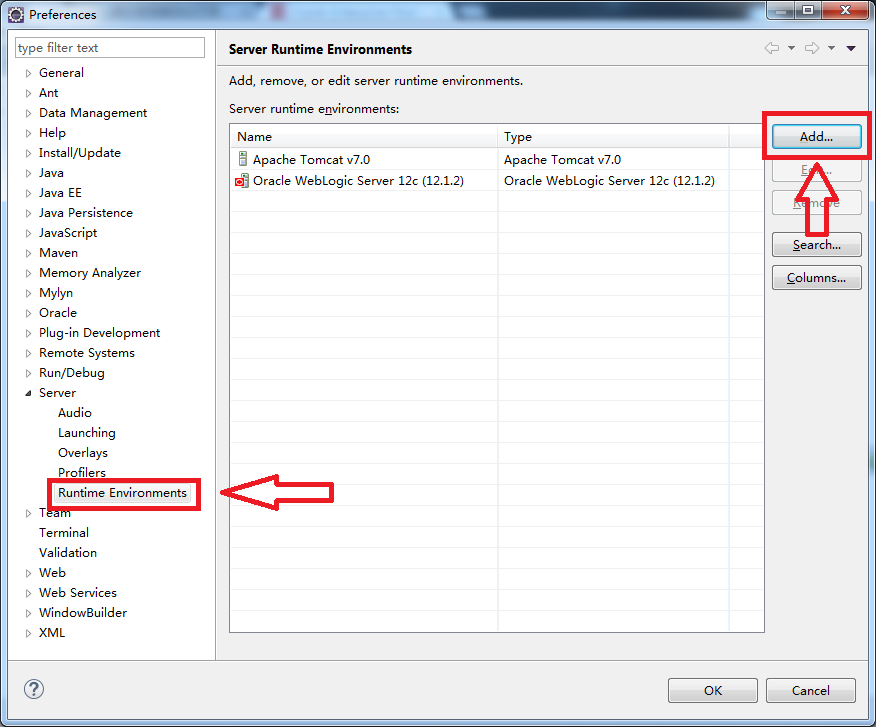 Preferences
type filter text
General
Ant
Data Management
Help
Install/Update
Java
Java EE
Java Persistence
JavaScript
Maven
Memory Analyzer
Mylyn
Oracle
Plug-in Development
Remote Systems
Run/Debug
Server
Audio
Launching
Overlays
Profilers
Runtime Environments
Team
Terminal
Validation
Web
Web Services
WindowBuilder
XML
Server Runtime Environments
Add, remove, or edit server runtime environments.
Server runtime environments:
Name Type
Apache Tomcat v7.0 Apache Tomcat v7.0
Oracle WebLogic Server 12c (12.1.2) Oracle WebLogic Server 12c (12.1.2)
Add...
Remove
Search...
Columns...
OK Cancel